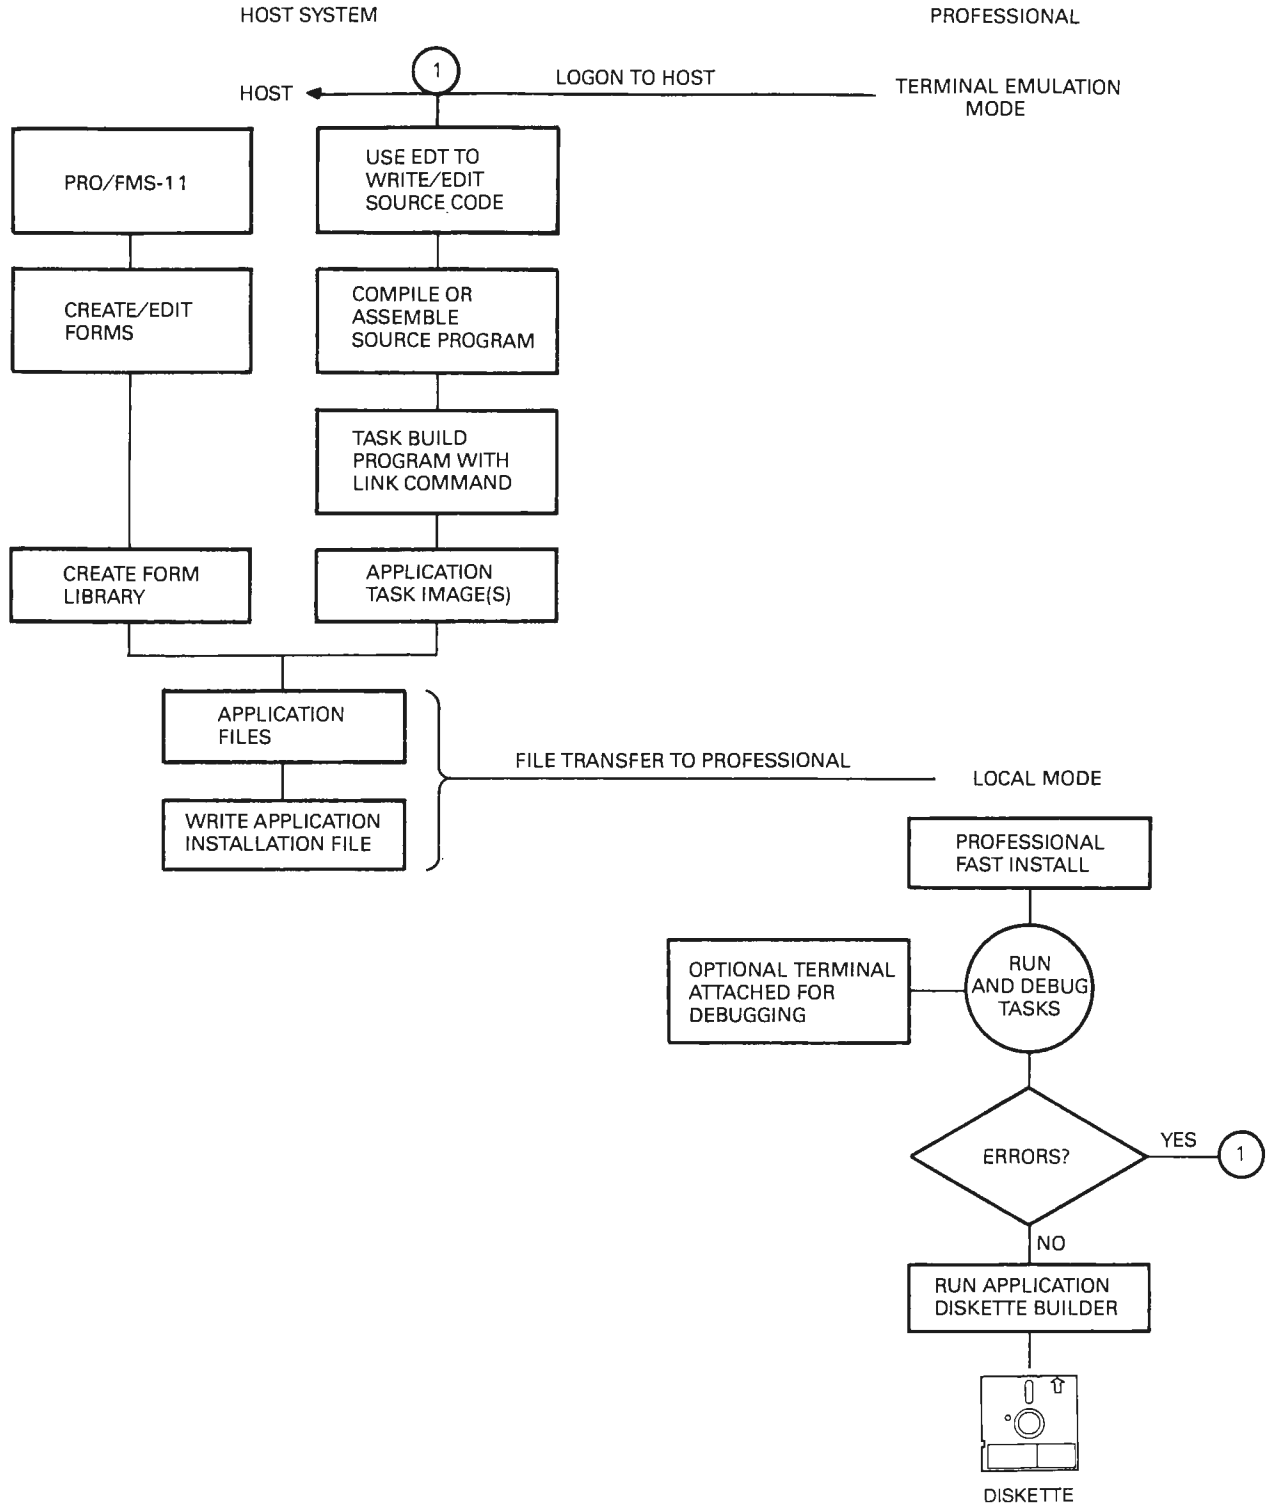 HOST SYSTEM
PROFESSIONAL
1
LOGON TO HOST
HOST
TERMINAL EMULATION
MODE
PRO/FMS-11
USE EDT TO
WRITE/EDIT
SOURCE CODE
CREATE/EDIT
FORMS
COMPILE OR
ASSEMBLE
SOURCE PROGRAM
TASK BUILD
PROGRAM WITH
LINK COMMAND
CREATE FORM
LIBRARY
APPLICATION
TASK IMAGE(S)
APPLICATION
FILES
FILE TRANSFER TO PROFESSIONAL
LOCAL MODE
WRITE APPLICATION
INSTALLATION FILE
PROFESSIONAL
FAST INSTALL
OPTIONAL TERMINAL
ATTACHED FOR
DEBUGGING
RUN
AND DEBUG
TASKS
ERRORS?
YES
1
NO
RUN APPLICATION
DISKETTE BUILDER
DISKETTE